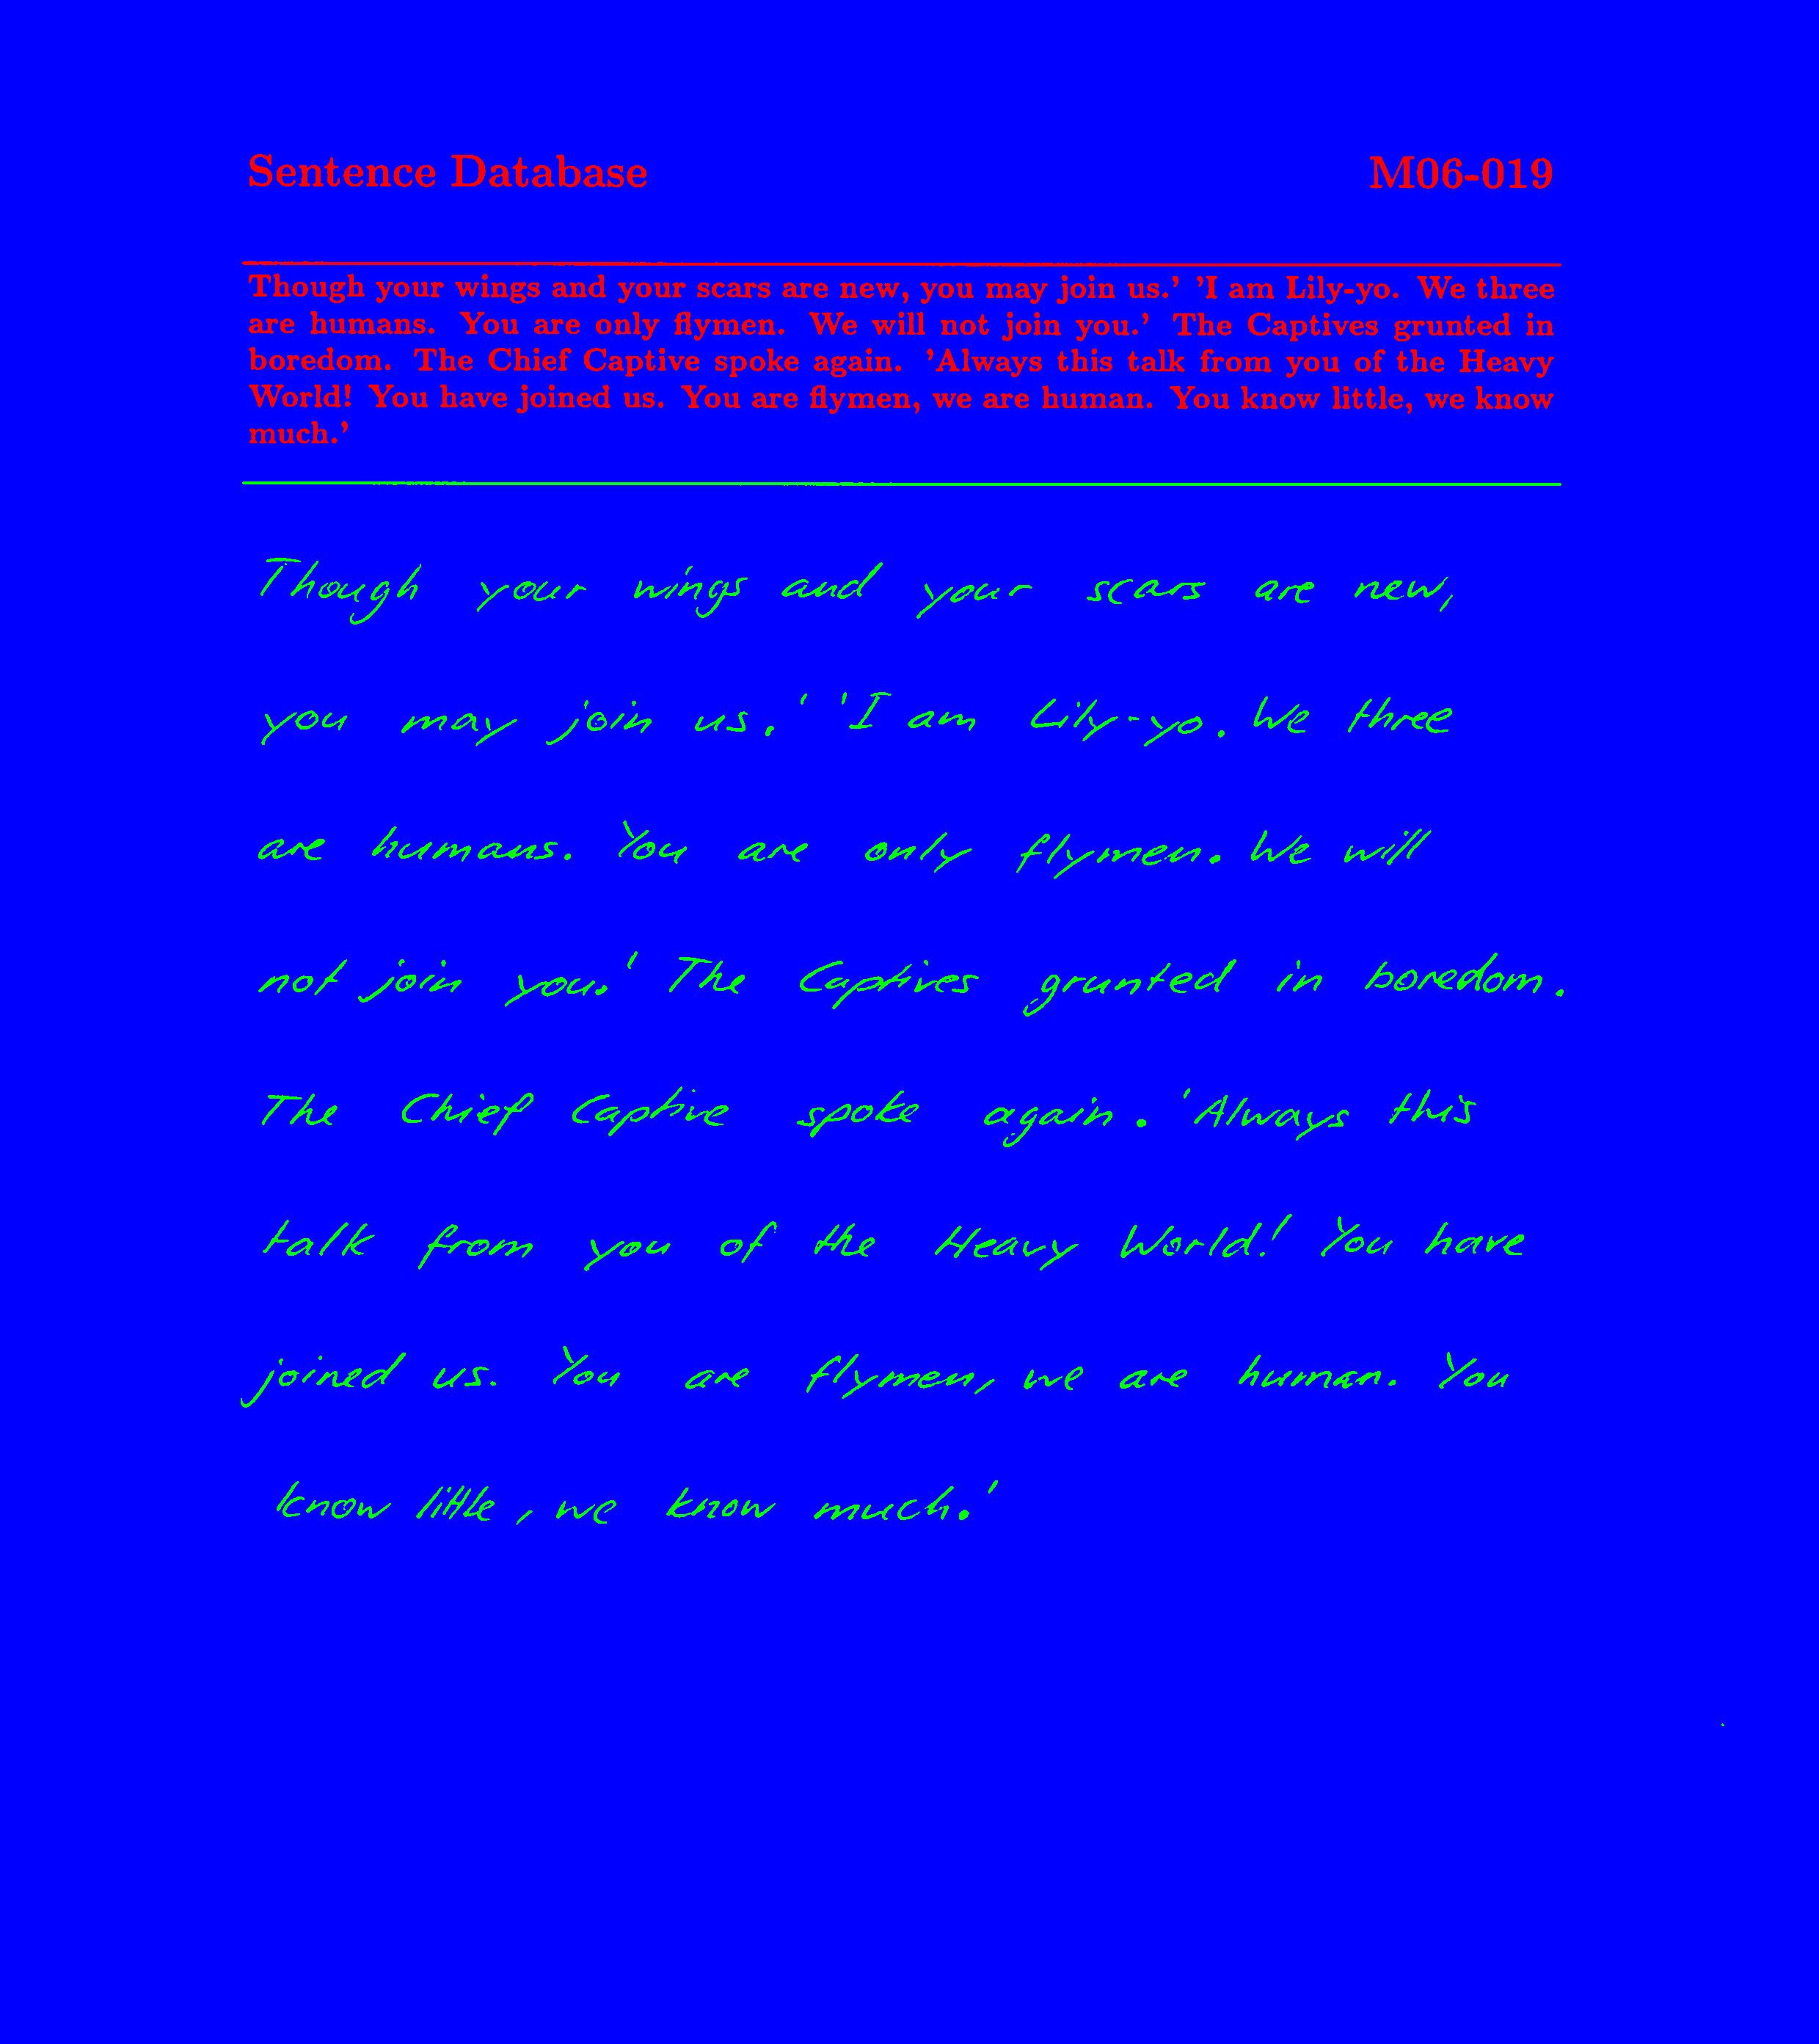 Sentence Database M06-019
Though your wings and your scars are new, you may join us.' 'I am Lily-yo. We three
are humans. You are only flymen. We will not join you.' The Captives grunted in
boredom. The Chief Captive spoke again. 'Always this talk from you of the Heavy
World! You have joined us. You are flymen, we are human. You know little, we know
much.'
Though your wings and your scars are new,
you may join us.' 'I am Lily-yo. We three
are humans. You are only flymen. We will
not join you.' The Captives grunted in boredom.
The Chief Captive spoke again. 'Always this
talk from you of the Heavy World! You have
joined us. You are flymen, we are human. You
know little, we know much.'